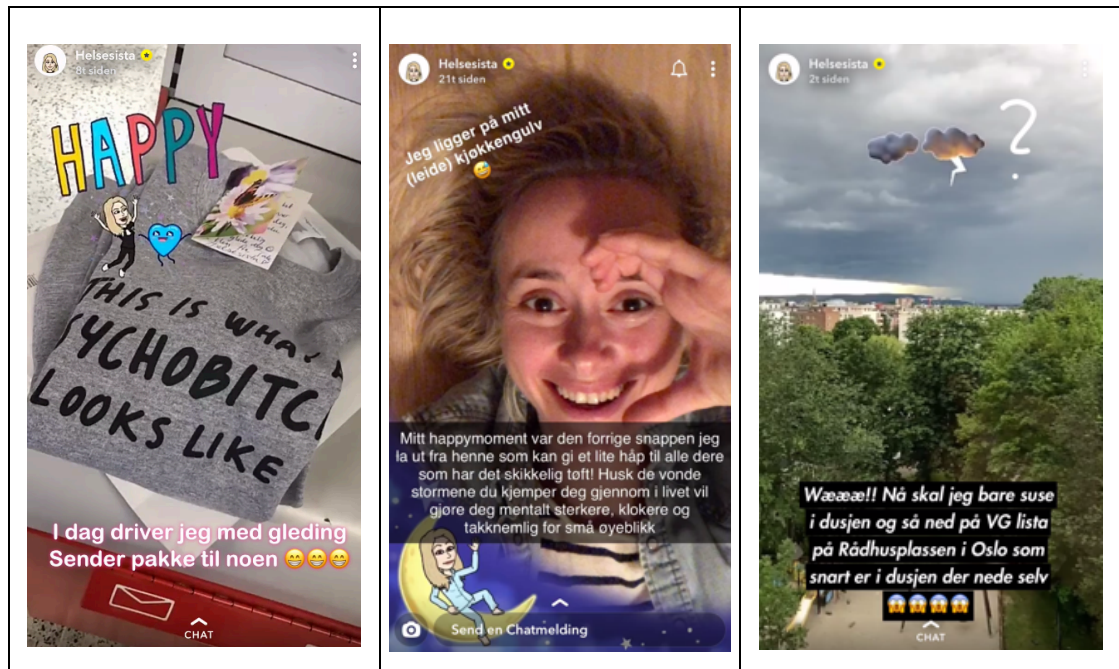 Helsesista
8t siden
HAPPY
THIS IS WHA
SYCHOBITC
LOOKS LIKE
I dag driver jeg med gleding
Sender pakke til noen 😁😁😁
CHAT
Helsesista
21t siden
Jeg ligger på mitt
(leide) kjøkkengulv
😅
Mitt happymoment var den forrige snappen jeg
la ut fra henne som kan gi et lite håp til alle dere
som har det skikkelig tøft! Husk de vonde
stormene du kjemper deg gjennom i livet vil
gjøre deg mentalt sterkere, klokere og
takknemlig for små øyeblikk
Send en Chatmelding
Helsesista
2t siden
?
Wææææ!! Nå skal jeg bare suse
i dusjen og så ned på VG lista
på Rådhusplassen i Oslo som
snart er i dusjen der nede selv
😱😱😱😱
CHAT